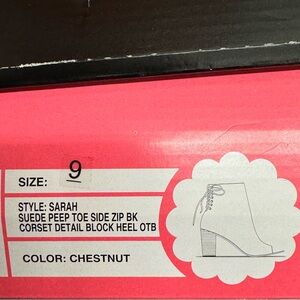 SIZE: 9
STYLE: SARAH
SUEDE PEEP TOE SIDE ZIP BK
CORSET DETAIL BLOCK HEEL OTB
COLOR: CHESTNUT